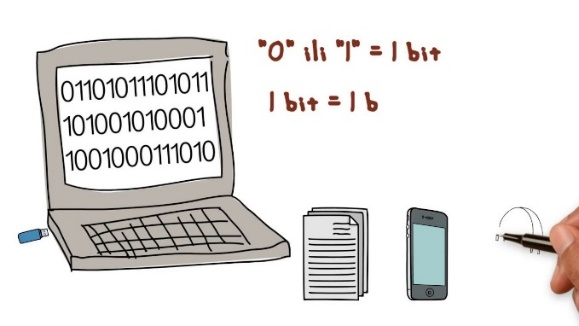 "0" ili "1" = 1 bit
1 bit = 1 b
01101011101011
101001010001
1001000111010